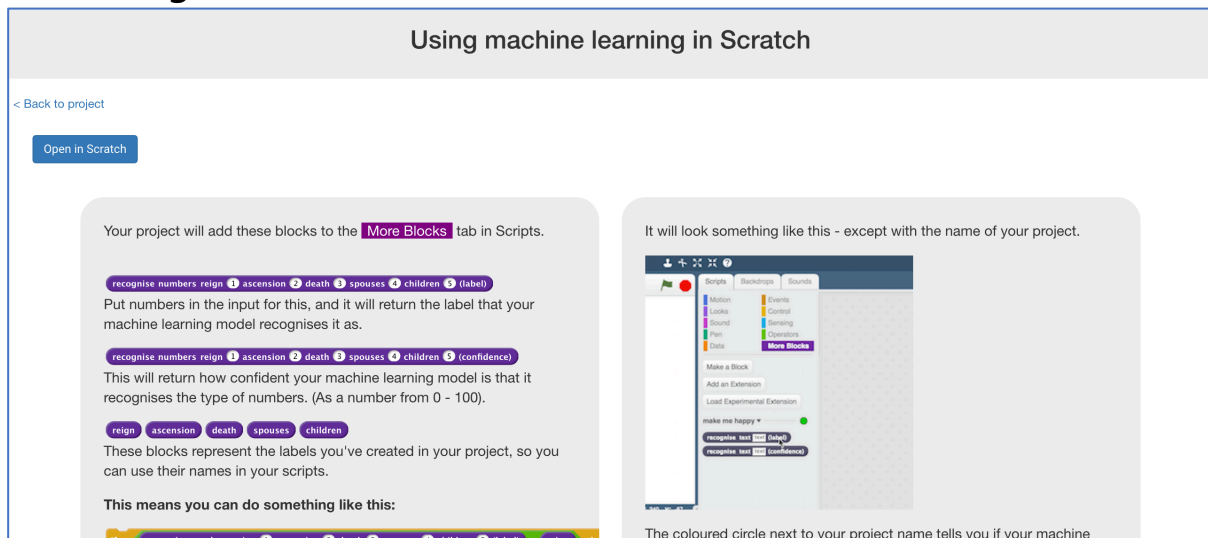 Using machine learning in Scratch
< Back to project
Open in Scratch
Your project will add these blocks to the More Blocks tab in Scripts.
recognise numbers reign 1 ascension 2 death 3 spouses 4 children 5 (label)
Put numbers in the input for this, and it will return the label that your
machine learning model recognises it as.
recognise numbers reign 1 ascension 2 death 3 spouses 4 children 5 (confidence)
This will return how confident your machine learning model is that it
recognises the type of numbers. (As a number from 0 - 100).
reign ascension death spouses children
These blocks represent the labels you've created in your project, so you
can use their names in your scripts.
This means you can do something like this:
It will look something like this - except with the name of your project.
Scripts Backdrops Sounds
Motion Events
Looks Control
Sound Sensing
Pen Operators
Data More Blocks
Make a Block
Add an Extension
Load Experimental Extension
make me happy
recognise text text (label)
recognise text text (confidence)
The coloured circle next to your project name tells you if your machine